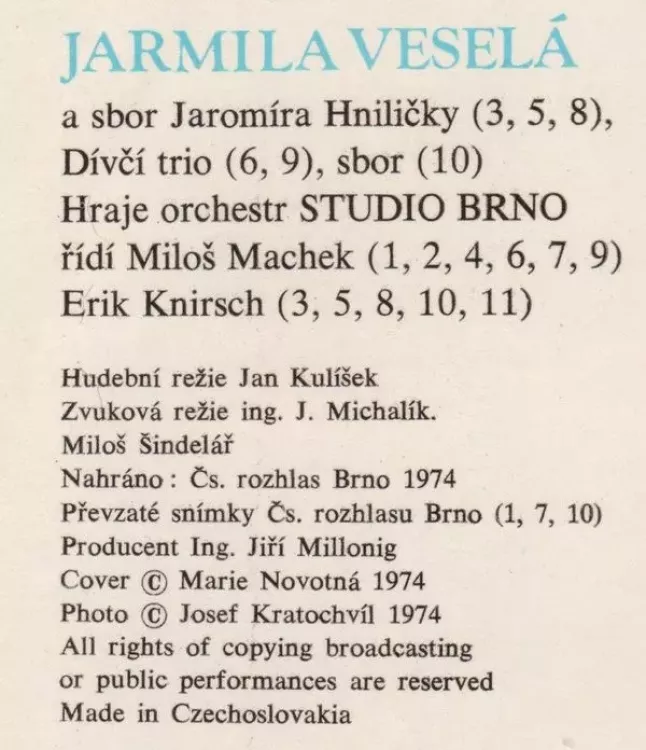 JARMILA VESELÁ
a sbor Jaromíra Hniličky (3, 5, 8),
Dívčí trio (6, 9), sbor (10)
Hraje orchestr STUDIO BRNO
řídí Miloš Machek (1, 2, 4, 6, 7, 9)
Erik Knirsch (3, 5, 8, 10, 11)
Hudební režie Jan Kulíšek
Zvuková režie ing. J. Michalík.
Miloš Šindelář
Nahráno : Čs. rozhlas Brno 1974
Převzaté snímky Čs. rozhlasu Brno (1, 7, 10)
Producent Ing. Jiří Millonig
Cover © Marie Novotná 1974
Photo © Josef Kratochvíl 1974
All rights of copying broadcasting
or public performances are reserved
Made in Czechoslovakia